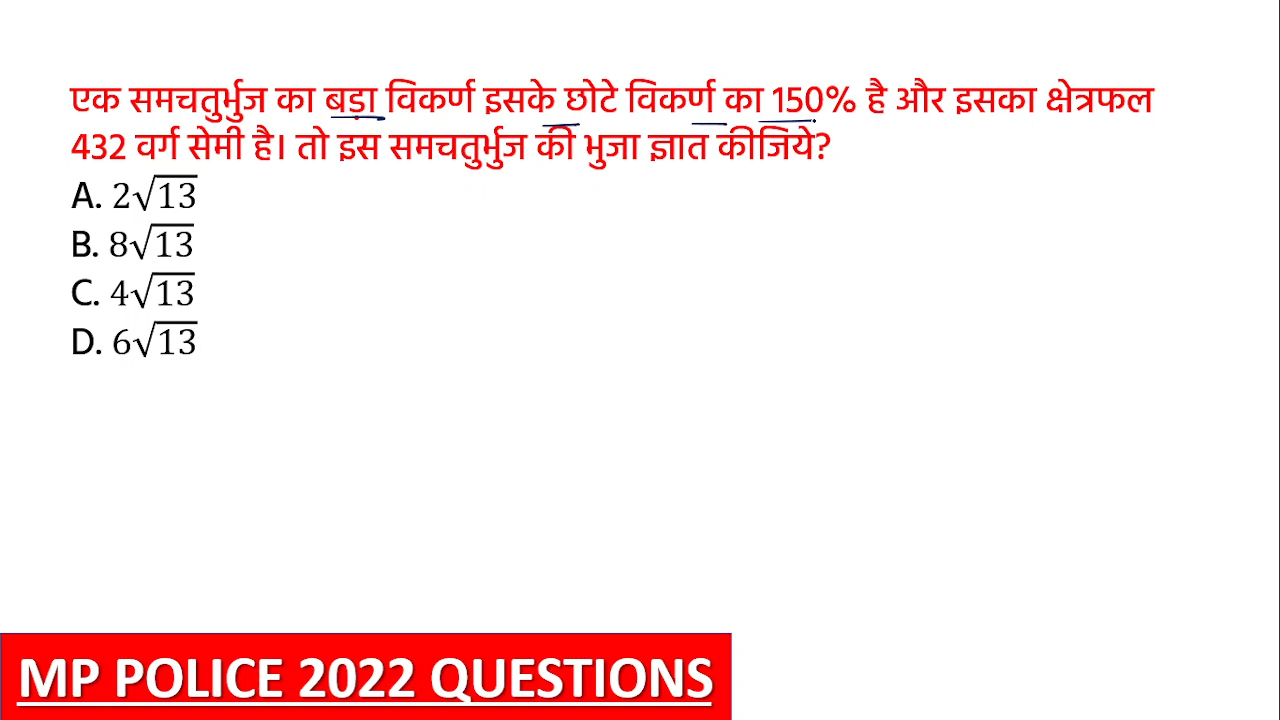 एक समचतुर्भुज का बड़ा विकर्ण इसके छोटे विकर्ण का 150% है और इसका क्षेत्रफल
432 वर्ग सेमी है। तो इस समचतुर्भुज की भुजा ज्ञात कीजिये?
A. 2√13
B. 8√13
C. 4√13
D. 6√13
MP POLICE 2022 QUESTIONS